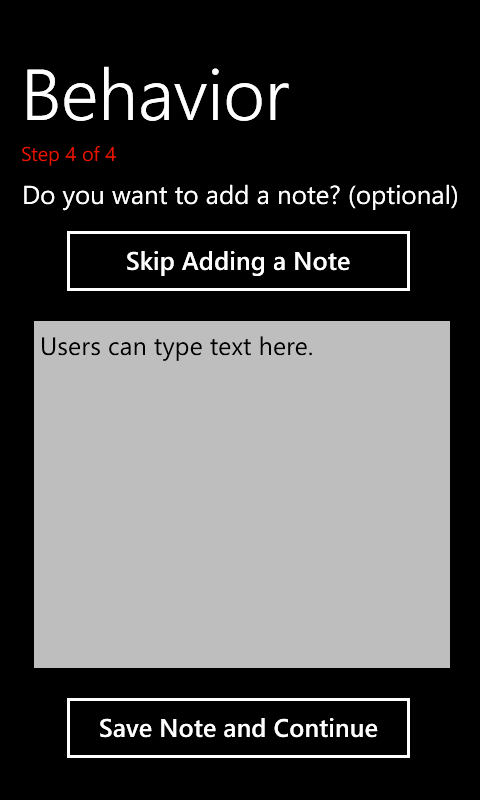 Behavior
Step 4 of 4
Do you want to add a note? (optional)
Skip Adding a Note
Users can type text here.
Save Note and Continue